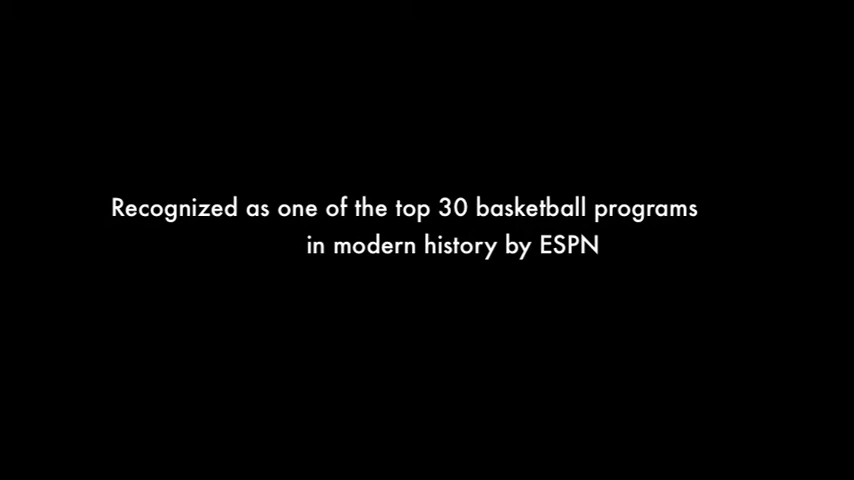 Recognized as one of the top 30 basketball programs
in modern history by ESPN